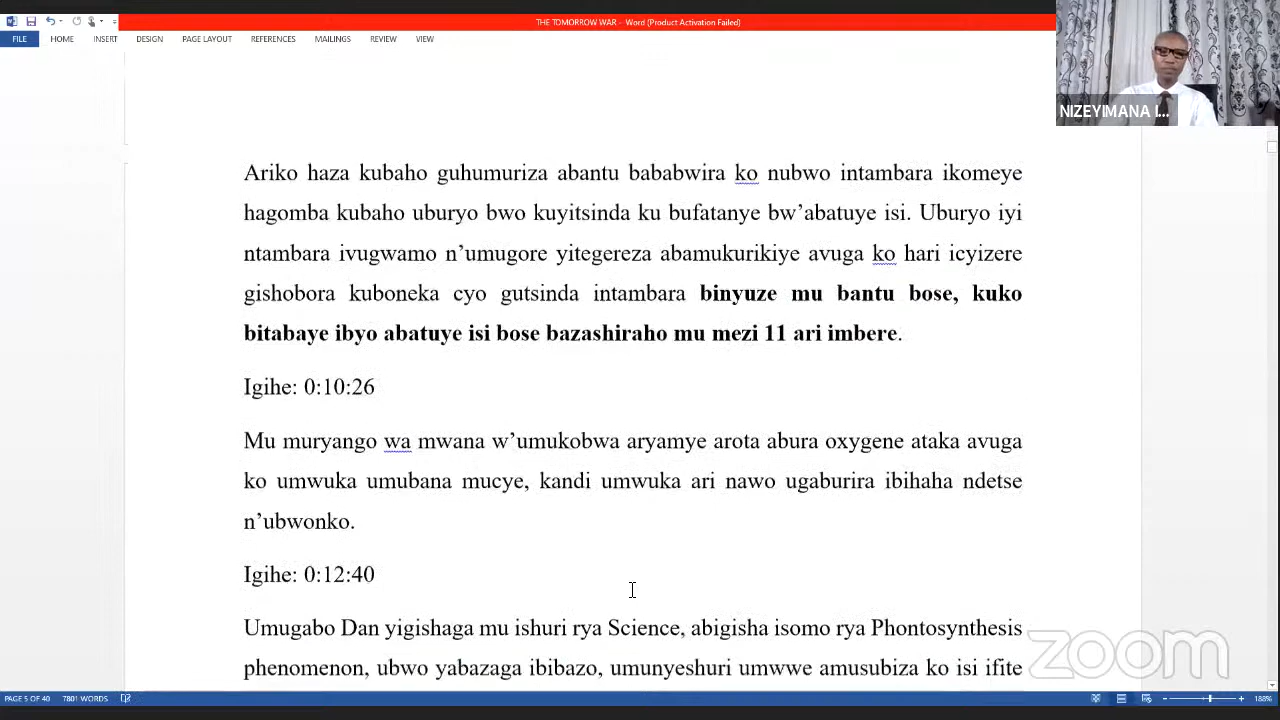 THE TOMORROW WAR - Word (Product Activation Failed)
FILE HOME INSERT DESIGN PAGE LAYOUT REFERENCES MAILINGS REVIEW VIEW
NIZEYIMANA I...
Ariko haza kubaho guhumuriza abantu bababwira ko nubwo intambara ikomeye
hagomba kubaho uburyo bwo kuyitsinda ku bufatanye bw’abatuye isi. Uburyo iyi
ntambara ivugwamo n’umugore yitegereza abamukurikiye avuga ko hari icyizere
gishobora kuboneka cyo gutsinda intambara binyuze mu bantu bose, kuko
bitabaye ibyo abatuye isi bose bazashiraho mu mezi 11 ari imbere.
Igihe: 0:10:26
Mu muryango wa mwana w’umukobwa aryamye arota abura oxygene ataka avuga
ko umwuka umubana mucye, kandi umwuka ari nawo ugaburira ibihaha ndetse
n’ubwonko.
Igihe: 0:12:40
Umugabo Dan yigishaga mu ishuri rya Science, abigisha isomo rya Phontosynthesis
phenomenon, ubwo yabazaga ibibazo, umunyeshuri umwwe amusubiza ko isi ifite
zoom
PAGE 5 OF 40 7801 WORDS 188%